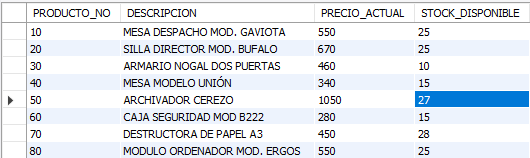 PRODUCTO_NO DESCRIPCION PRECIO_ACTUAL STOCK_DISPONIBLE
10 MESA DESPACHO MOD. GAVIOTA 550 25
20 SILLA DIRECTOR MOD. BUFALO 670 25
30 ARMARIO NOGAL DOS PUERTAS 460 10
40 MESA MODELO UNIÓN 340 15
50 ARCHIVADOR CEREZO 1050 27
60 CAJA SEGURIDAD MOD B222 280 15
70 DESTRUCTORA DE PAPEL A3 450 28
80 MODULO ORDENADOR MOD. ERGOS 550 25